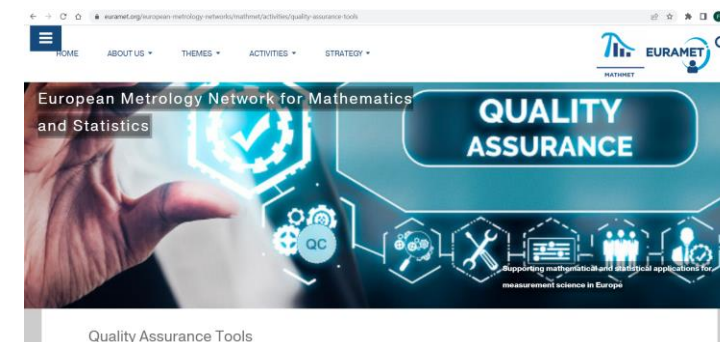 euramet.org/european-metrology-networks/mathmet/activities/quality-assurance-tools
HOME ABOUT US THEMES ACTIVITIES STRATEGY
MATHMET
EURAMET
European Metrology Network for Mathematics
and Statistics
QUALITY
ASSURANCE
QC
Supporting mathematical and statistical applications for
measurement science in Europe
Quality Assurance Tools